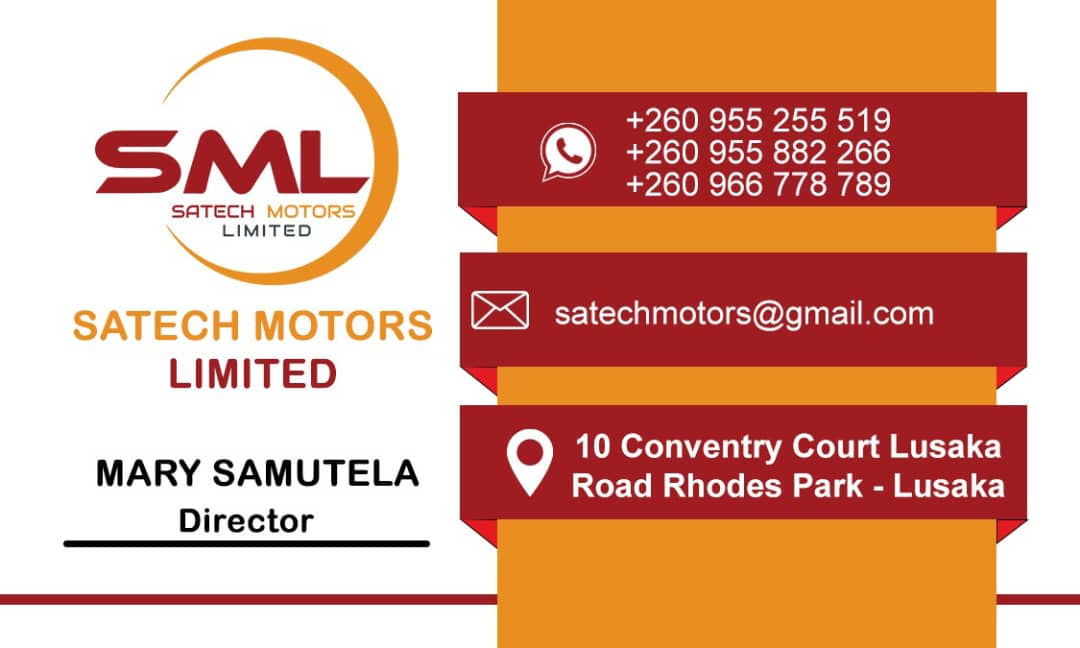 SML
SATECH MOTORS
LIMITED
SATECH MOTORS
LIMITED
MARY SAMUTELA
Director
+260 955 255 519
+260 955 882 266
+260 966 778 789
satechmotors@gmail.com
10 Conventry Court Lusaka
Road Rhodes Park - Lusaka